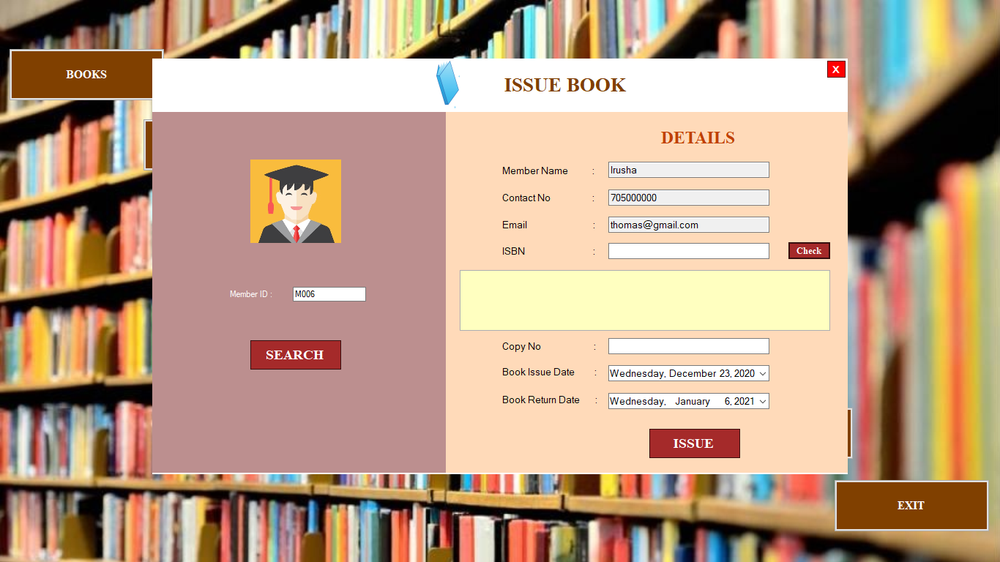 BOOKS
ISSUE BOOK
X
DETAILS
Member Name : Irusha
Contact No : 705000000
Email : thomas@gmail.com
ISBN : Check
Member ID : M006
SEARCH
Copy No :
Book Issue Date : Wednesday, December 23, 2020
Book Return Date : Wednesday, January 6, 2021
ISSUE
EXIT